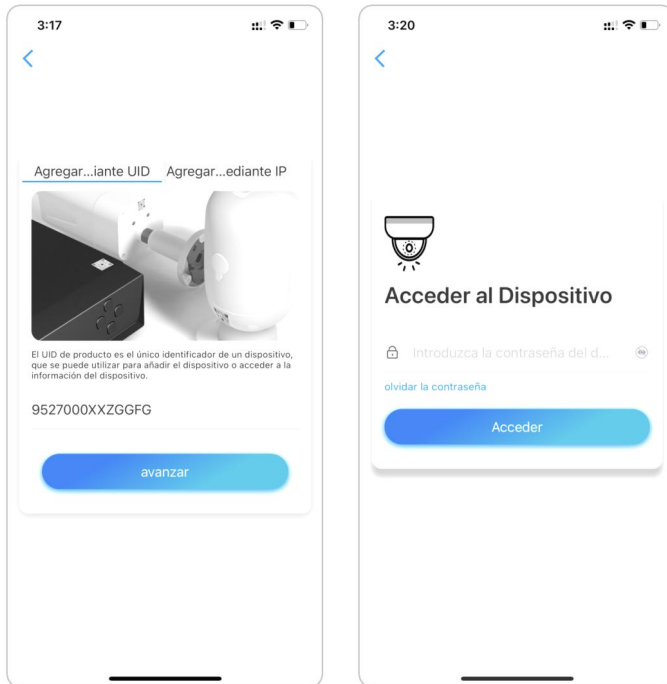 3:17
Agregar...iante UID Agregar...ediante IP
El UID de producto es el único identificador de un dispositivo,
que se puede utilizar para añadir el dispositivo o acceder a la
información del dispositivo.
9527000XXZGGFG
avanzar
3:20
Acceder al Dispositivo
Introduzca la contraseña del d...
olvidar la contraseña
Acceder